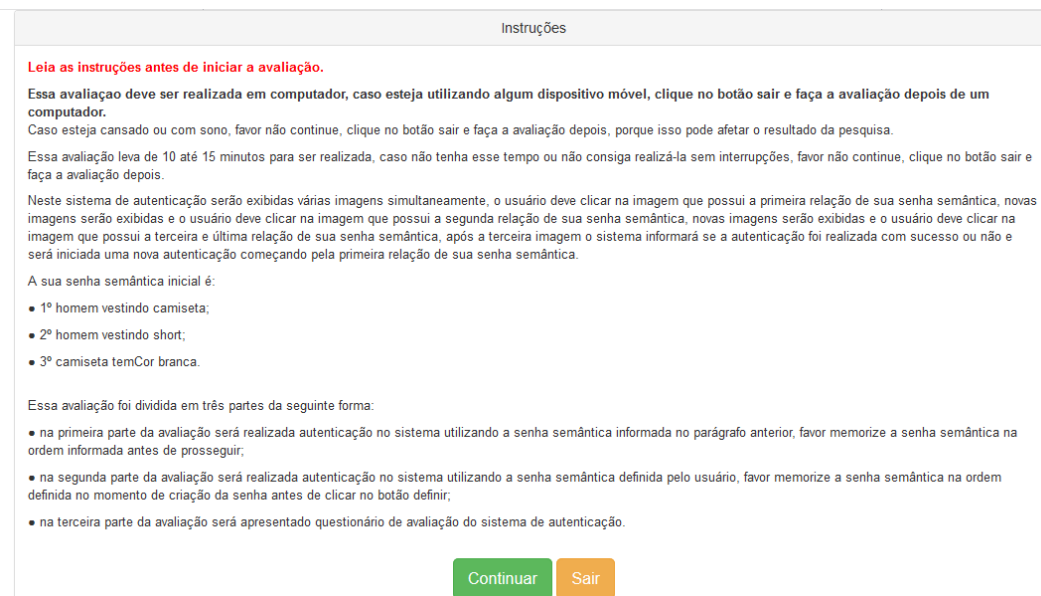 Instruções
Leia as instruções antes de iniciar a avaliação.
Essa avaliaçao deve ser realizada em computador, caso esteja utilizando algum dispositivo móvel, clique no botão sair e faça a avaliação depois de um
computador.
Caso esteja cansado ou com sono, favor não continue, clique no botão sair e faça a avaliação depois, porque isso pode afetar o resultado da pesquisa.
Essa avaliação leva de 10 até 15 minutos para ser realizada, caso não tenha esse tempo ou não consiga realizá-la sem interrupções, favor não continue, clique no botão sair e
faça a avaliação depois.
Neste sistema de autenticação serão exibidas várias imagens simultaneamente, o usuário deve clicar na imagem que possui a primeira relação de sua senha semântica, novas
imagens serão exibidas e o usuário deve clicar na imagem que possui a segunda relação de sua senha semântica, novas imagens serão exibidas e o usuário deve clicar na
imagem que possui a terceira e última relação de sua senha semântica, após a terceira imagem o sistema informará se a autenticação foi realizada com sucesso ou não e
será iniciada uma nova autenticação começando pela primeira relação de sua senha semântica.
A sua senha semântica inicial é:
● 1º homem vestindo camiseta;
● 2º homem vestindo short;
● 3º camiseta temCor branca.
Essa avaliação foi dividida em três partes da seguinte forma:
● na primeira parte da avaliação será realizada autenticação no sistema utilizando a senha semântica informada no parágrafo anterior, favor memorize a senha semântica na
ordem informada antes de prosseguir;
● na segunda parte da avaliação será realizada autenticação no sistema utilizando a senha semântica definida pelo usuário, favor memorize a senha semântica na ordem
definida no momento de criação da senha antes de clicar no botão definir;
● na terceira parte da avaliação será apresentado questionário de avaliação do sistema de autenticação.
Continuar Sair